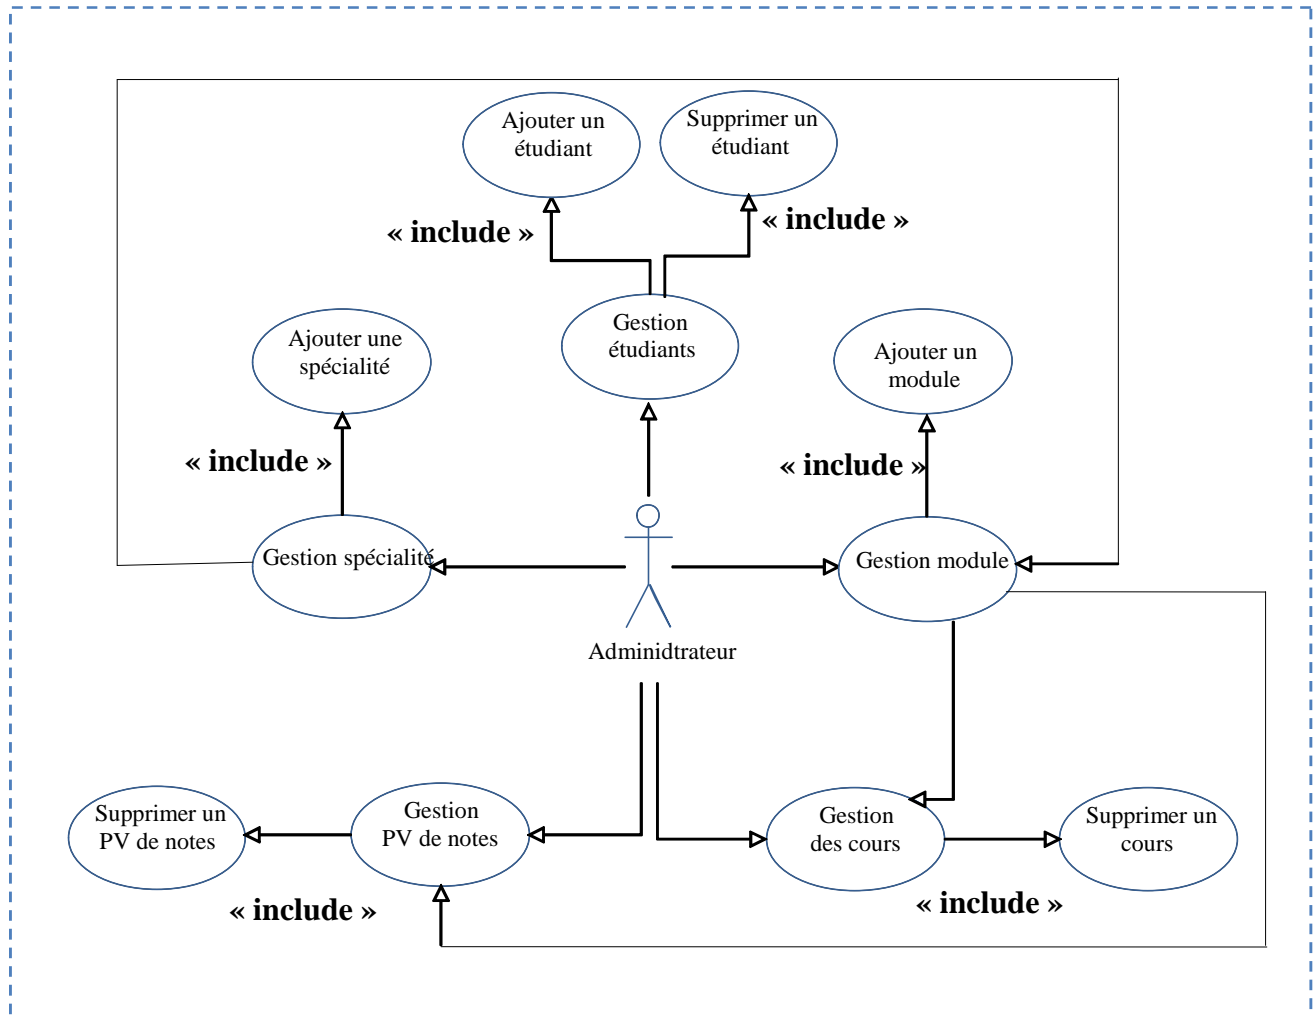 Ajouter un
étudiant
Supprimer un
étudiant
« include »
« include »
Gestion
étudiants
Ajouter une
spécialité
Ajouter un
module
« include »
« include »
Gestion spécialité
Gestion module
Adminidtrateur
Supprimer un
PV de notes
Gestion
PV de notes
Gestion
des cours
Supprimer un
cours
« include »
« include »